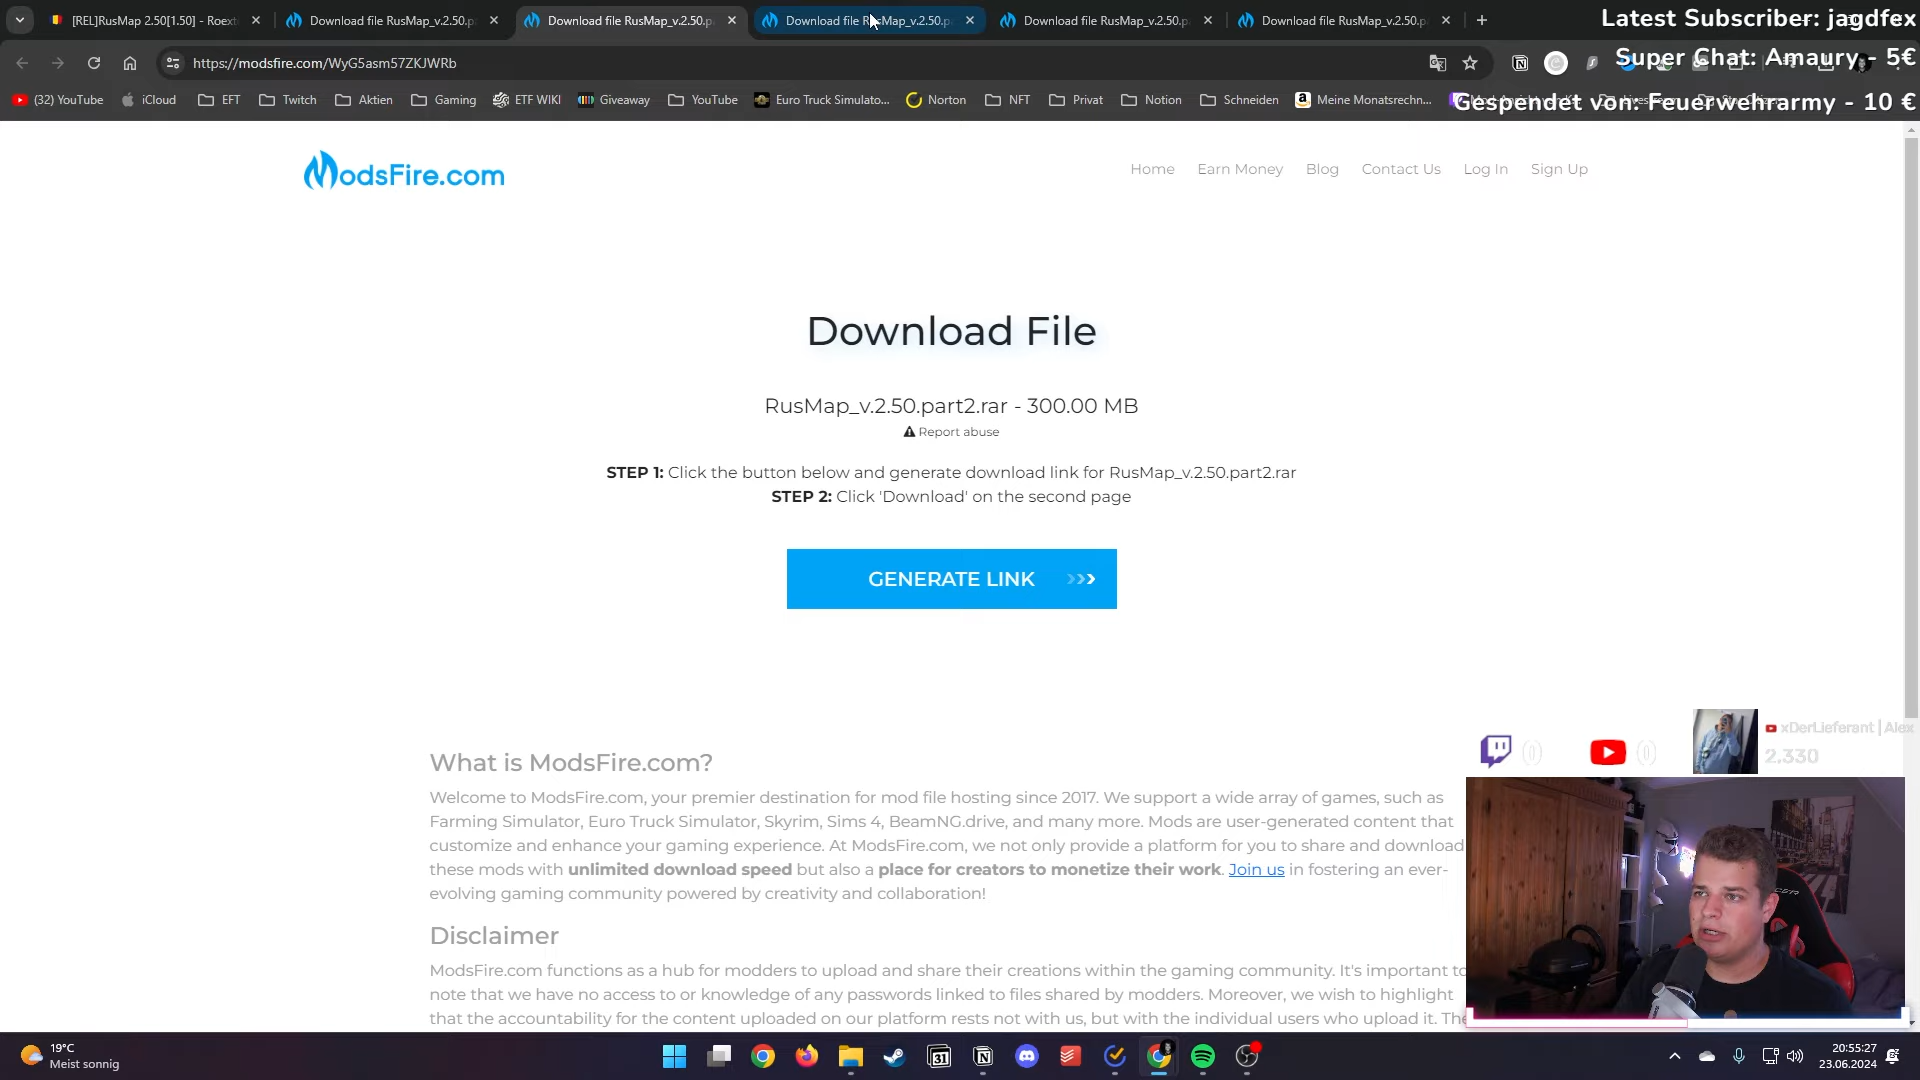 [REL]RusMap 2.50[1.50] - Roext
Download file RusMap_v.2.50.p
Download file RusMap_v.2.50.p
Download file RusMap_v.2.50.p
Download file RusMap_v.2.50.p
Download file RusMap_v.2.50.p
Latest Subscriber: jagdfex
https://modsfire.com/WyG5asm57ZKJWRb
Super Chat: Amaury - 5€
(32) YouTube
iCloud
EFT
Twitch
Aktien
Gaming
ETF WIKI
Giveaway
YouTube
Euro Truck Simulato...
Norton
NFT
Privat
Notion
Schneiden
Meine Monatsrechn...
Gespendet von: Feuerwehrarmy - 10 €
ModsFire.com
Home
Earn Money
Blog
Contact Us
Log In
Sign Up
Download File
RusMap_v.2.50.part2.rar - 300.00 MB
Report abuse
STEP 1: Click the button below and generate download link for RusMap_v.2.50.part2.rar
STEP 2: Click 'Download' on the second page
GENERATE LINK
What is ModsFire.com?
Welcome to ModsFire.com, your premier destination for mod file hosting since 2017. We support a wide array of games, such as
Farming Simulator, Euro Truck Simulator, Skyrim, Sims 4, BeamNG.drive, and many more. Mods are user-generated content that
customize and enhance your gaming experience. At ModsFire.com, we not only provide a platform for you to share and download
these mods with unlimited download speed but also a place for creators to monetize their work. Join us in fostering an ever-
evolving gaming community powered by creativity and collaboration!
Disclaimer
ModsFire.com functions as a hub for modders to upload and share their creations within the gaming community. It's important to
note that we have no access to or knowledge of any passwords linked to files shared by modders. Moreover, we wish to highlight
that the accountability for the content uploaded on our platform rests not with us, but with the individual users who upload it. The
0
0
xDerLieferant | Alex
2.330
19°C
Meist sonnig
31
20:55:27
23.06.2024